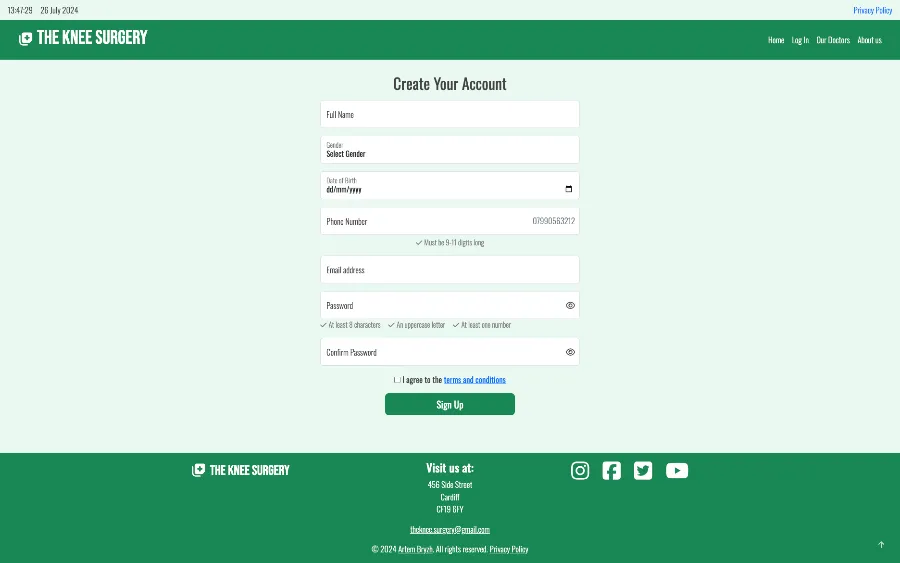 13:47:29 26 July 2024 Privacy Policy
THE KNEE SURGERY
Home Log In Our Doctors About us
Create Your Account
Full Name
Gender
Select Gender
Date of Birth
dd/mm/yyyy
Phone Number 07990563212
Must be 9-11 digits long
Email address
Password
At least 8 characters An uppercase letter At least one number
Confirm Password
I agree to the terms and conditions
Sign Up
THE KNEE SURGERY
Visit us at:
456 Side Street
Cardiff
CF19 6FY
theknee.surgery@gmail.com
© 2024 Artem Bryzh. All rights reserved. Privacy Policy